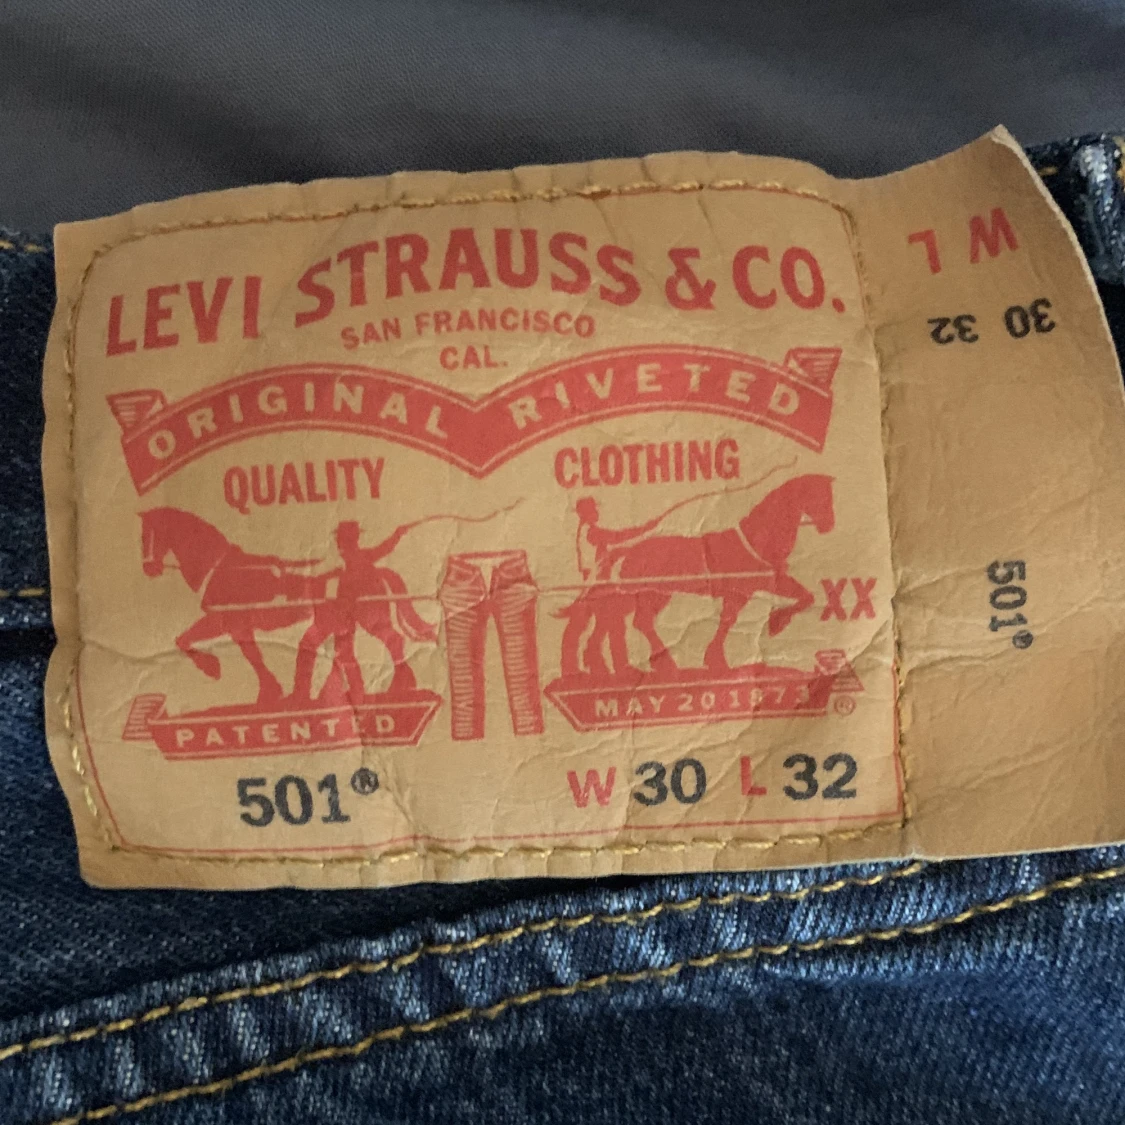 LEVI STRAUSS & CO.
SAN FRANCISCO
CAL.
ORIGINAL RIVETED
QUALITY CLOTHING
XX
PATENTED
MAY 20 1873
®
501® W 30 L 32
W L
30 32
501®